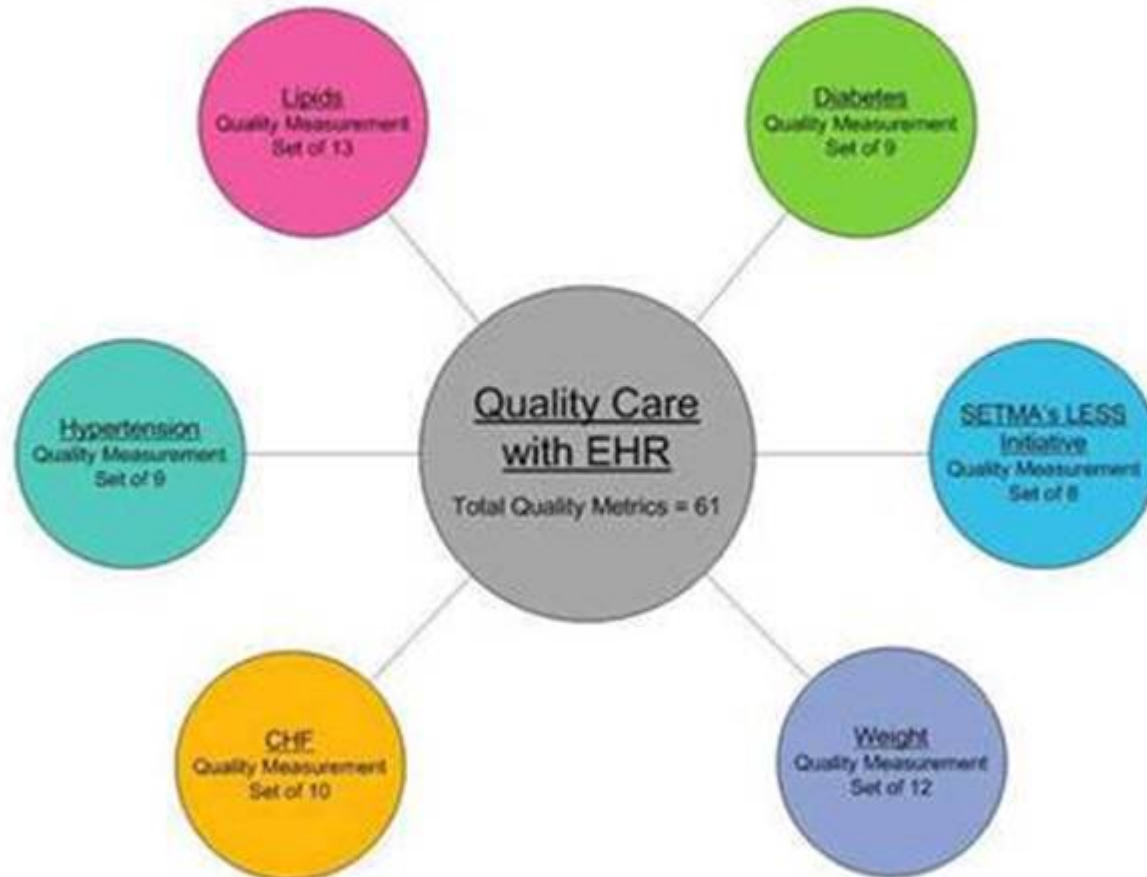 Lipids
Quality Measurement
Set of 13
Diabetes
Quality Measurement
Set of 9
Hypertension
Quality Measurement
Set of 9
Quality Care
with EHR
Total Quality Metrics = 61
SETMA's LESS
Initiative
Quality Measurement
Set of 8
CHF
Quality Measurement
Set of 10
Weight
Quality Measurement
Set of 12